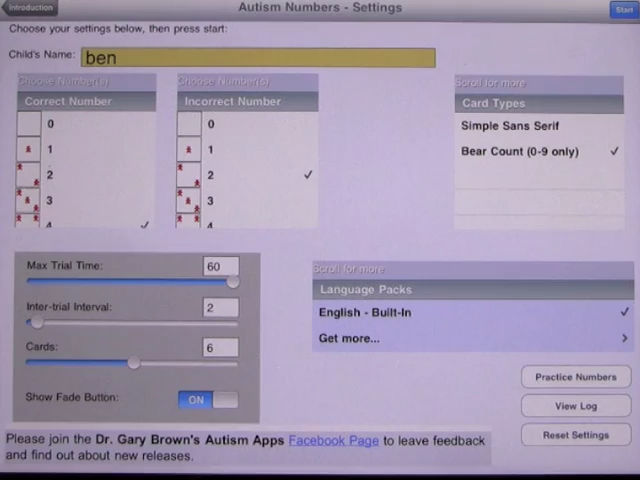 Introduction
Autism Numbers - Settings
Start
Choose your settings below, then press start:
Child's Name:
ben
Choose Number(s)
Correct Number
0
1
2
3
4
Choose Number(s)
Incorrect Number
0
1
2
3
4
Scroll for more
Card Types
Simple Sans Serif
Bear Count (0-9 only)
Max Trial Time:
60
Inter-trial Interval:
2
Cards:
6
Show Fade Button:
ON
Scroll for more
Language Packs
English - Built-In
Get more...
Practice Numbers
View Log
Reset Settings
Please join the Dr. Gary Brown's Autism Apps Facebook Page to leave feedback
and find out about new releases.